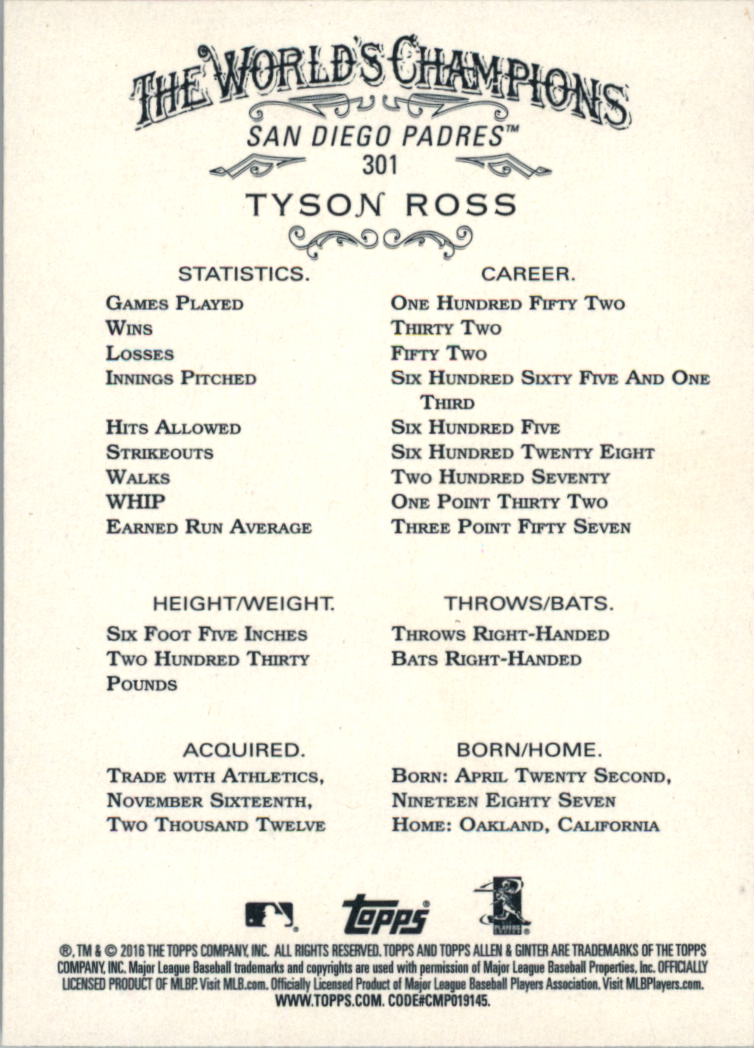 THE WORLD'S CHAMPIONS
SAN DIEGO PADRES™
301
TYSON ROSS
STATISTICS. CAREER.
GAMES PLAYED ONE HUNDRED FIFTY TWO
WINS THIRTY TWO
LOSSES FIFTY TWO
INNINGS PITCHED SIX HUNDRED SIXTY FIVE AND ONE
THIRD
HITS ALLOWED SIX HUNDRED FIVE
STRIKEOUTS SIX HUNDRED TWENTY EIGHT
WALKS TWO HUNDRED SEVENTY
WHIP ONE POINT THIRTY TWO
EARNED RUN AVERAGE THREE POINT FIFTY SEVEN
HEIGHT/WEIGHT.
SIX FOOT FIVE INCHES
TWO HUNDRED THIRTY
POUNDS
THROWS/BATS.
THROWS RIGHT-HANDED
BATS RIGHT-HANDED
ACQUIRED.
TRADE WITH ATHLETICS,
NOVEMBER SIXTEENTH,
TWO THOUSAND TWELVE
BORN/HOME.
BORN: APRIL TWENTY SECOND,
NINETEEN EIGHTY SEVEN
HOME: OAKLAND, CALIFORNIA
topps®
PLAYERS
®, TM & © 2016 THE TOPPS COMPANY, INC. ALL RIGHTS RESERVED. TOPPS AND TOPPS ALLEN & GINTER ARE TRADEMARKS OF THE TOPPS
COMPANY, INC. Major League Baseball trademarks and copyrights are used with permission of Major League Baseball Properties, Inc. OFFICIALLY
LICENSED PRODUCT OF MLBP. Visit MLB.com. Officially Licensed Product of Major League Baseball Players Association. Visit MLBPlayers.com.
WWW.TOPPS.COM. CODE#CMP019145.